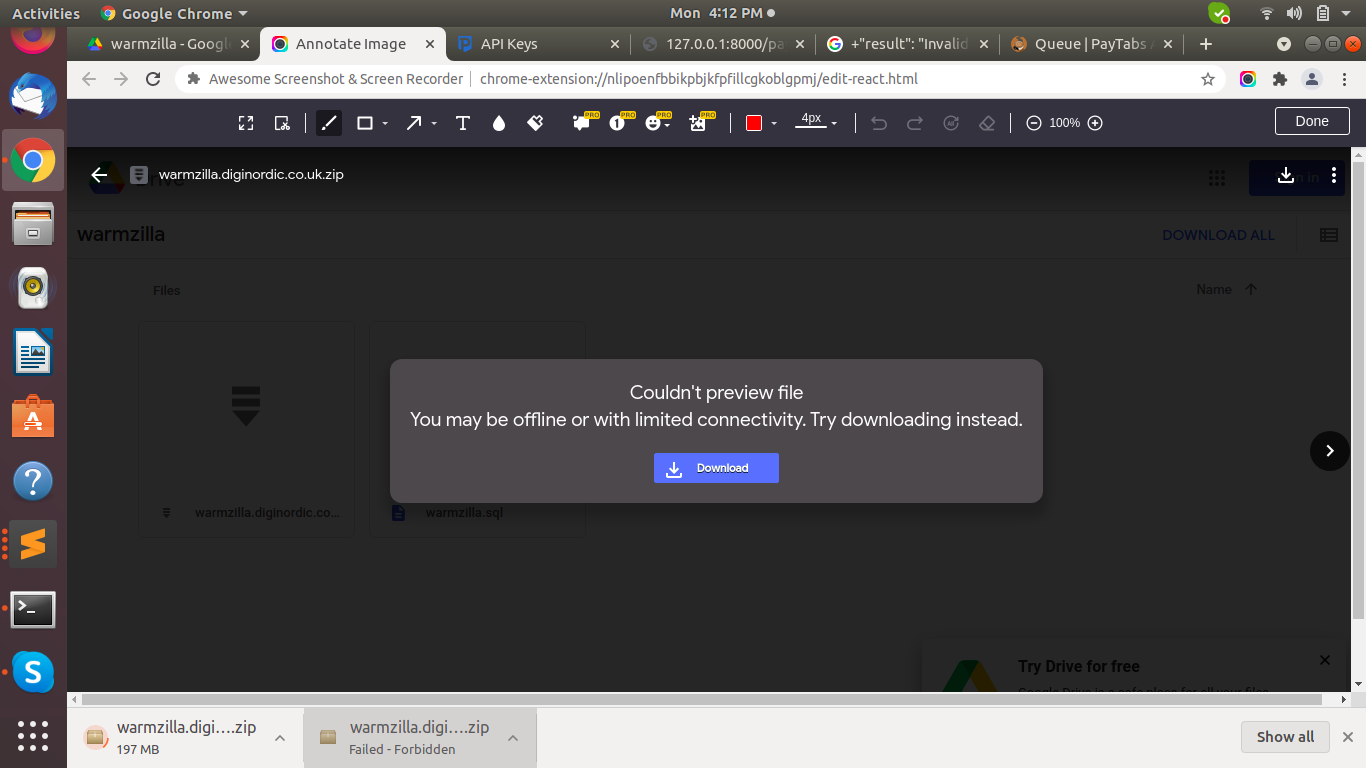 Activities
Google Chrome
Mon 4:12 PM
warmzilla - Googl
Annotate Image
API Keys
127.0.0.1:8000/pa
+"result": "Invalid
Queue | PayTabs
Awesome Screenshot & Screen Recorder
chrome-extension://nlipoenfbbikpbjkfpfillcgkoblgpmj/edit-react.html
PRO
PRO
PRO
PRO
4px
100%
Done
warmzilla.diginordic.co.uk.zip
warmzilla
DOWNLOAD ALL
Files
Name
Couldn't preview file
You may be offline or with limited connectivity. Try downloading instead.
Download
warmzilla.diginordic.co...
warmzilla.sql
Try Drive for free
Google Drive is a safe place for all your files
warmzilla.digi....zip
197 MB
warmzilla.digi....zip
Failed - Forbidden
Show all